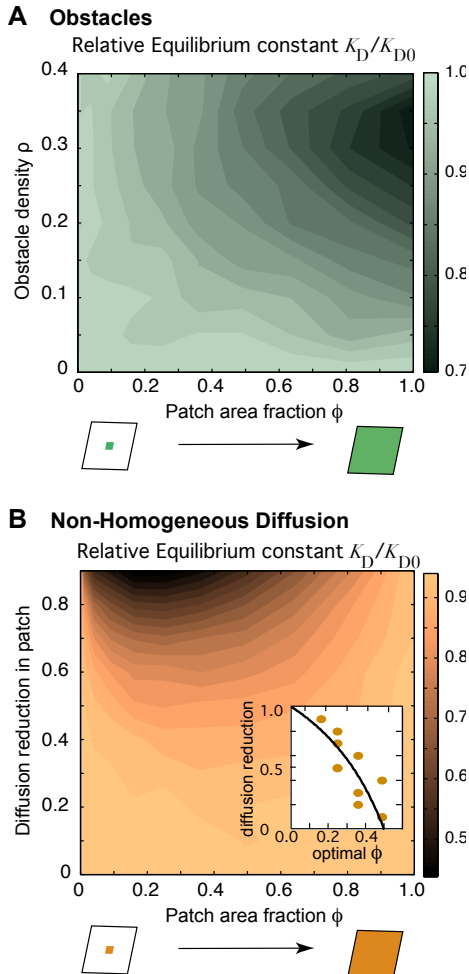 A Obstacles
Relative Equilibrium constant K_D/K_D0
0.4
0.3
0.2
0.1
0
Obstacle density ρ
1.0
0.9
0.8
0.7
0 0.2 0.4 0.6 0.8 1.0
Patch area fraction ϕ
B Non-Homogeneous Diffusion
Relative Equilibrium constant K_D/K_D0
0.8
0.6
0.4
0.2
0
Diffusion reduction in patch
1.0
0.5
0
diffusion reduction
0.0 0.2 0.4
optimal ϕ
0.9
0.8
0.7
0.6
0.5
0 0.2 0.4 0.6 0.8 1.0
Patch area fraction ϕ